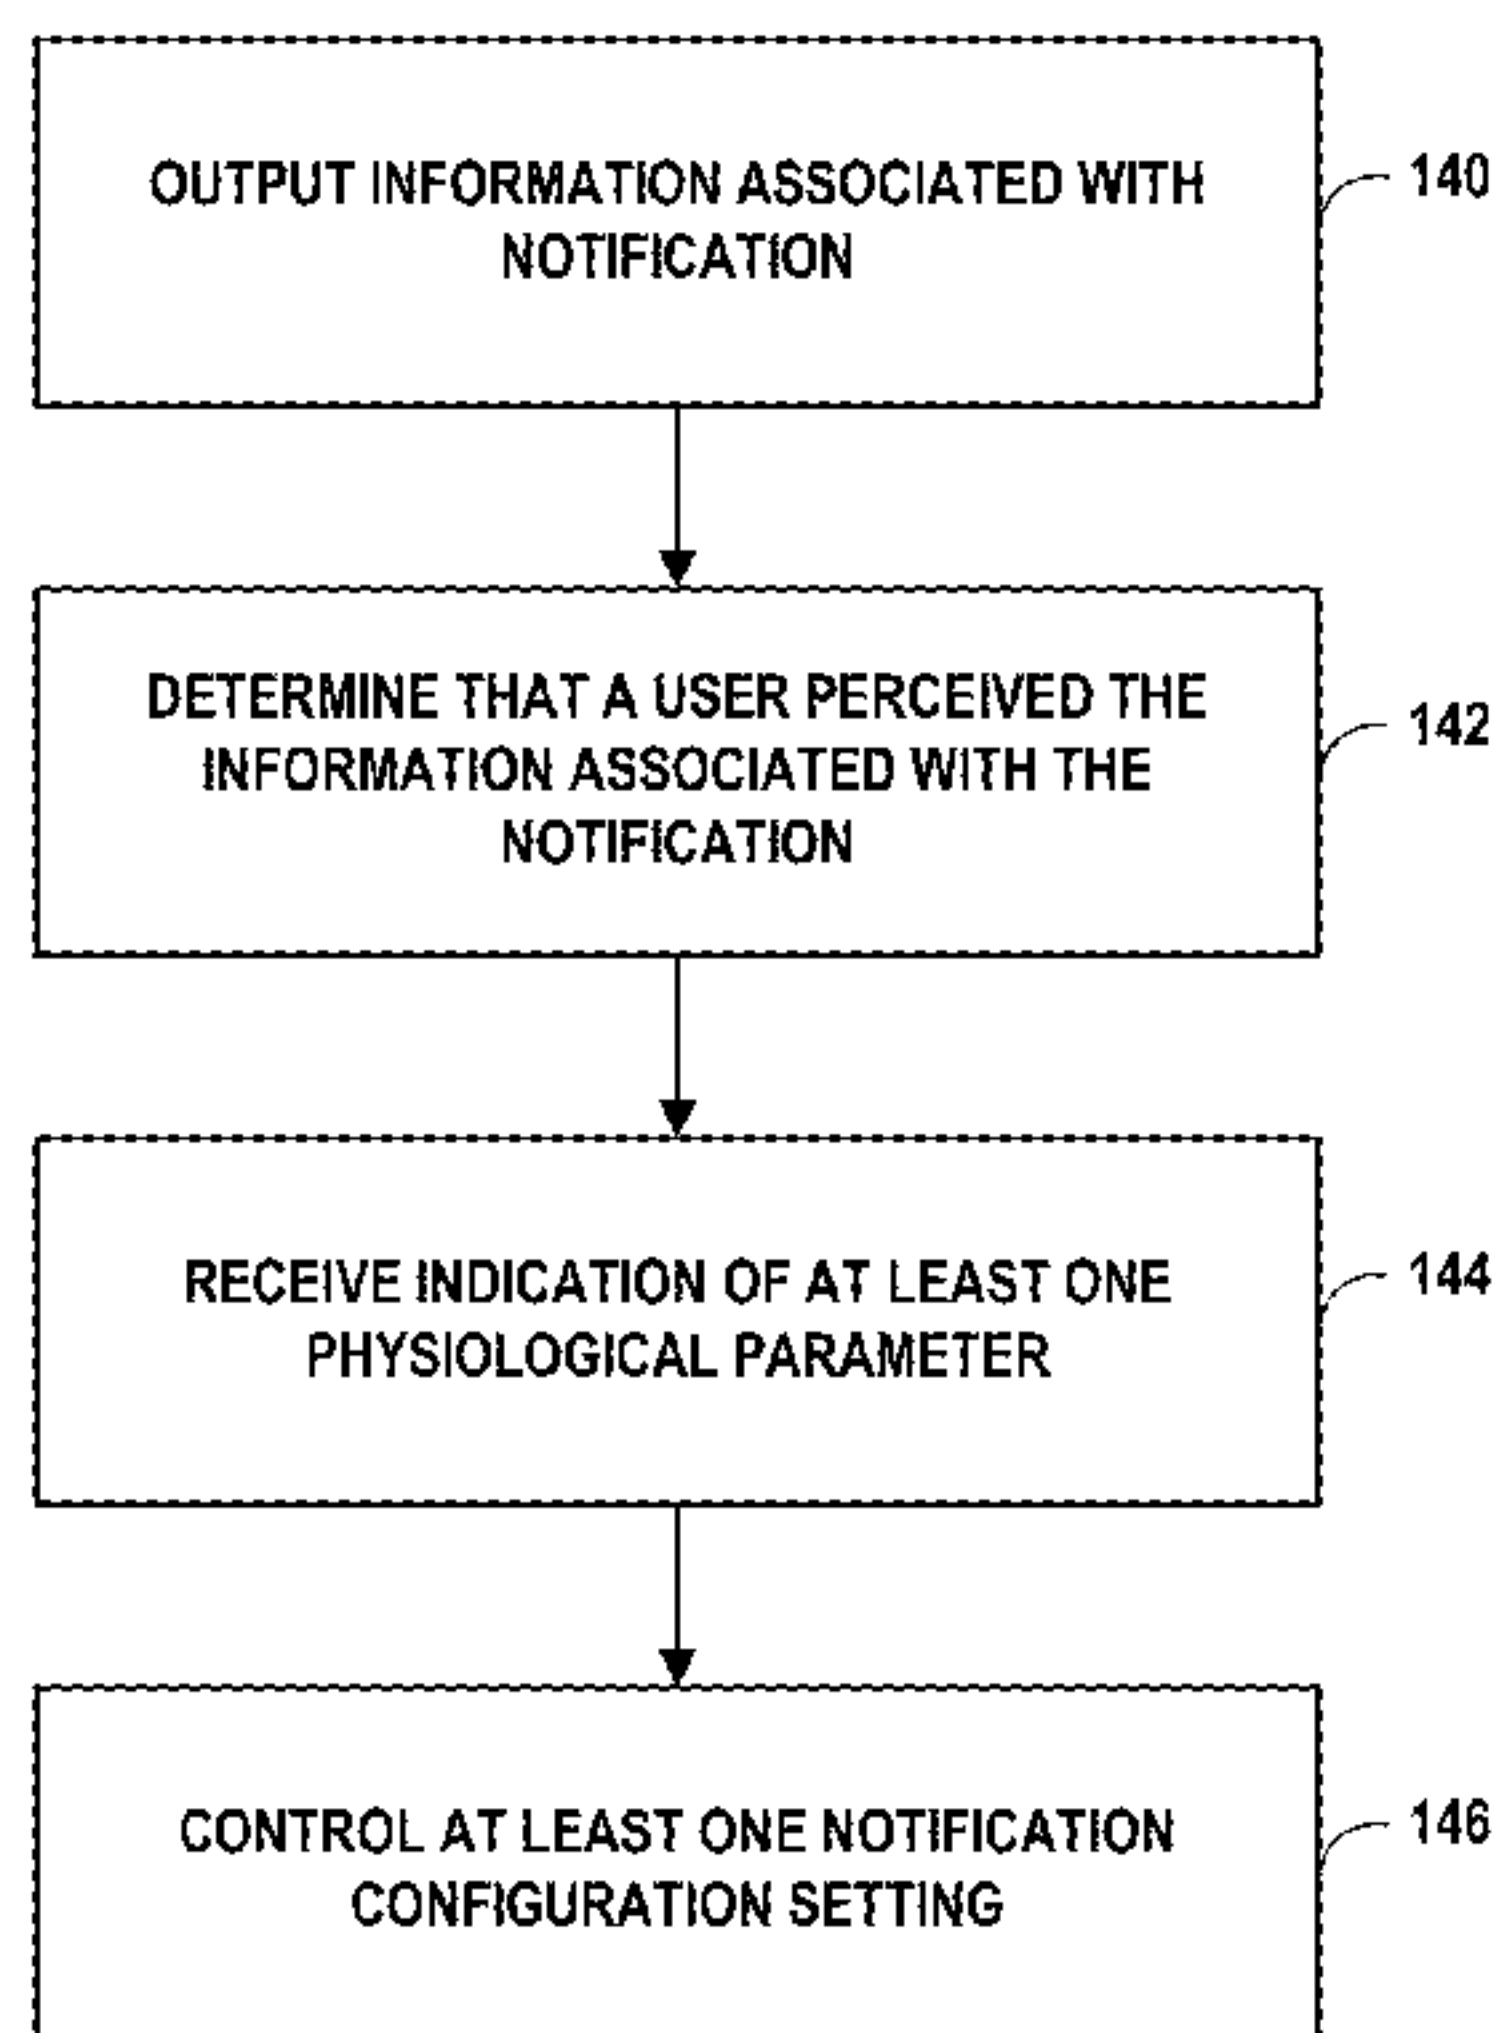 OUTPUT INFORMATION ASSOCIATED WITH
NOTIFICATION
140
DETERMINE THAT A USER PERCEIVED THE
INFORMATION ASSOCIATED WITH THE
NOTIFICATION
142
RECEIVE INDICATION OF AT LEAST ONE
PHYSIOLOGICAL PARAMETER
144
CONTROL AT LEAST ONE NOTIFICATION
CONFIGURATION SETTING
146